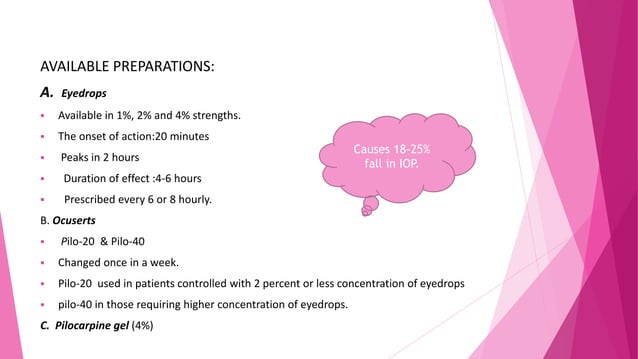 AVAILABLE PREPARATIONS:
A. Eyedrops
▪ Available in 1%, 2% and 4% strengths.
▪ The onset of action:20 minutes
▪ Peaks in 2 hours
▪ Duration of effect :4-6 hours
▪ Prescribed every 6 or 8 hourly.
B. Ocuserts
▪ Pilo-20 & Pilo-40
▪ Changed once in a week.
▪ Pilo-20 used in patients controlled with 2 percent or less concentration of eyedrops
▪ pilo-40 in those requiring higher concentration of eyedrops.
C. Pilocarpine gel (4%)
Causes 18-25%
fall in IOP.